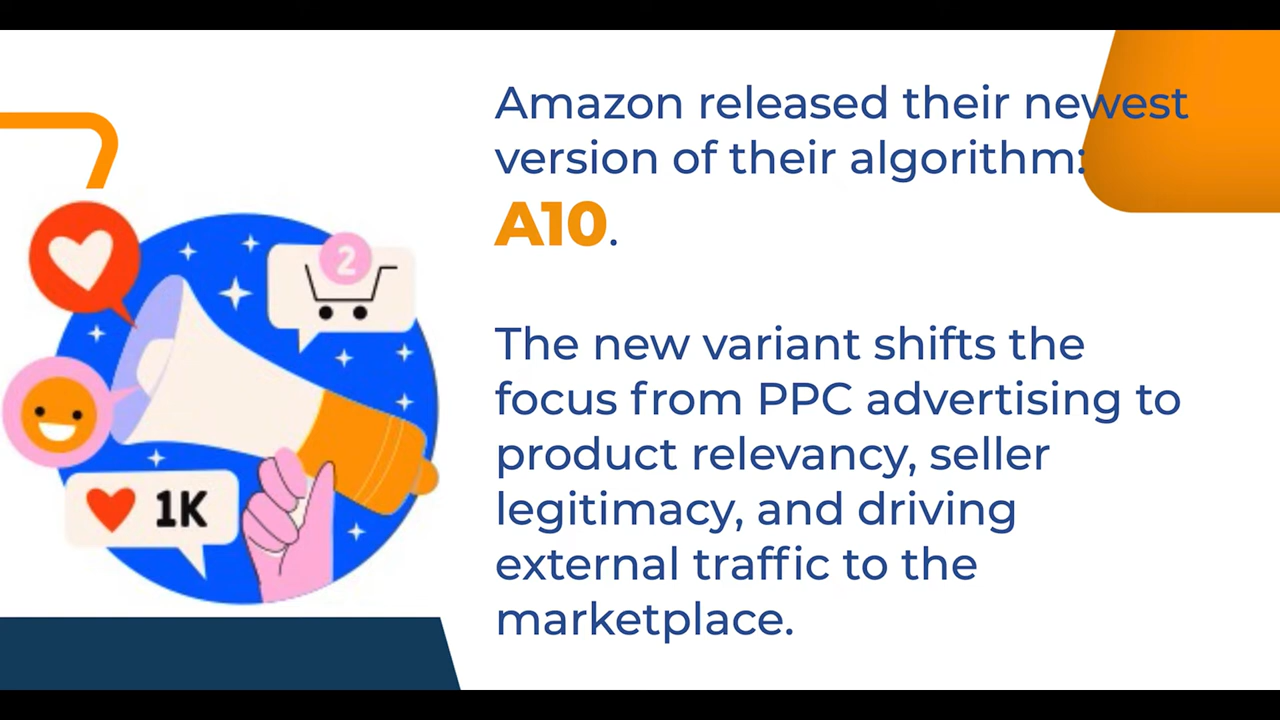 Amazon released their newest
version of their algorithm:
A10.
The new variant shifts the
focus from PPC advertising to
product relevancy, seller
legitimacy, and driving
external traffic to the
marketplace.
2
1K